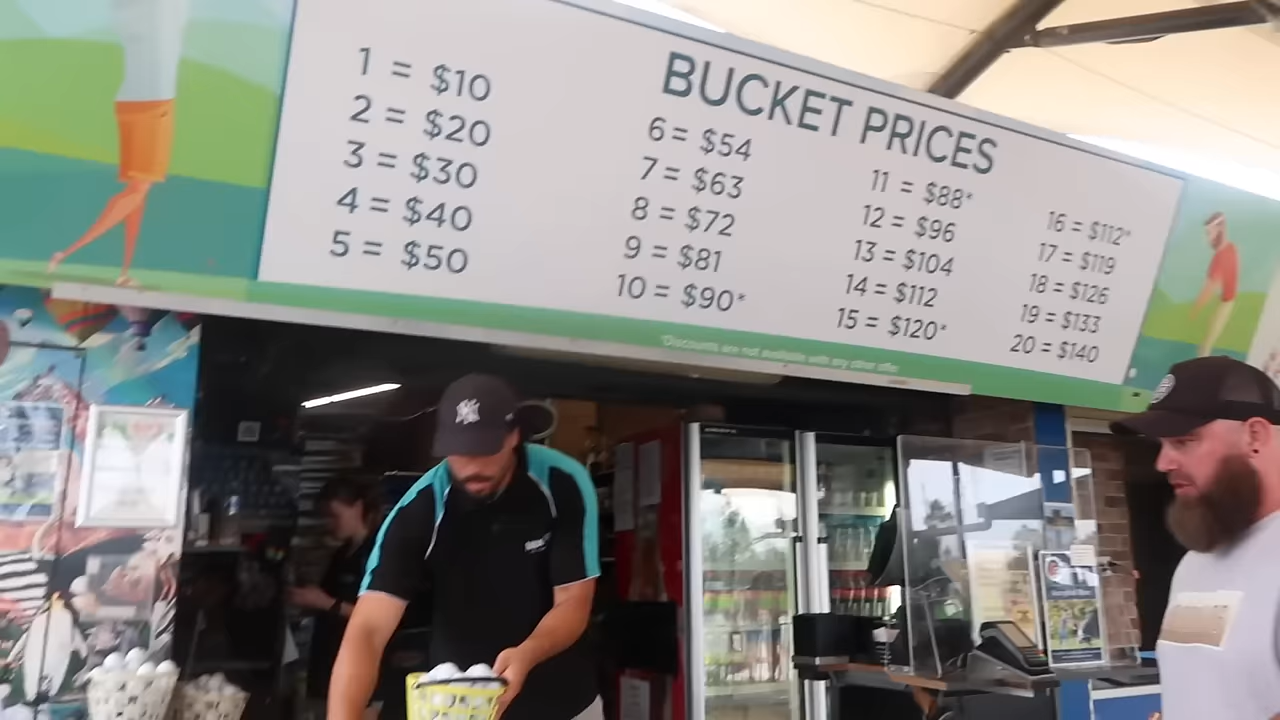 BUCKET PRICES
1 = $10
2 = $20
3 = $30
4 = $40
5 = $50
6 = $54
7 = $63
8 = $72
9 = $81
10 = $90*
11 = $88*
12 = $96
13 = $104
14 = $112
15 = $120*
16 = $112*
17 = $119
18 = $126
19 = $133
20 = $140
*Discounts are not available with any other offer